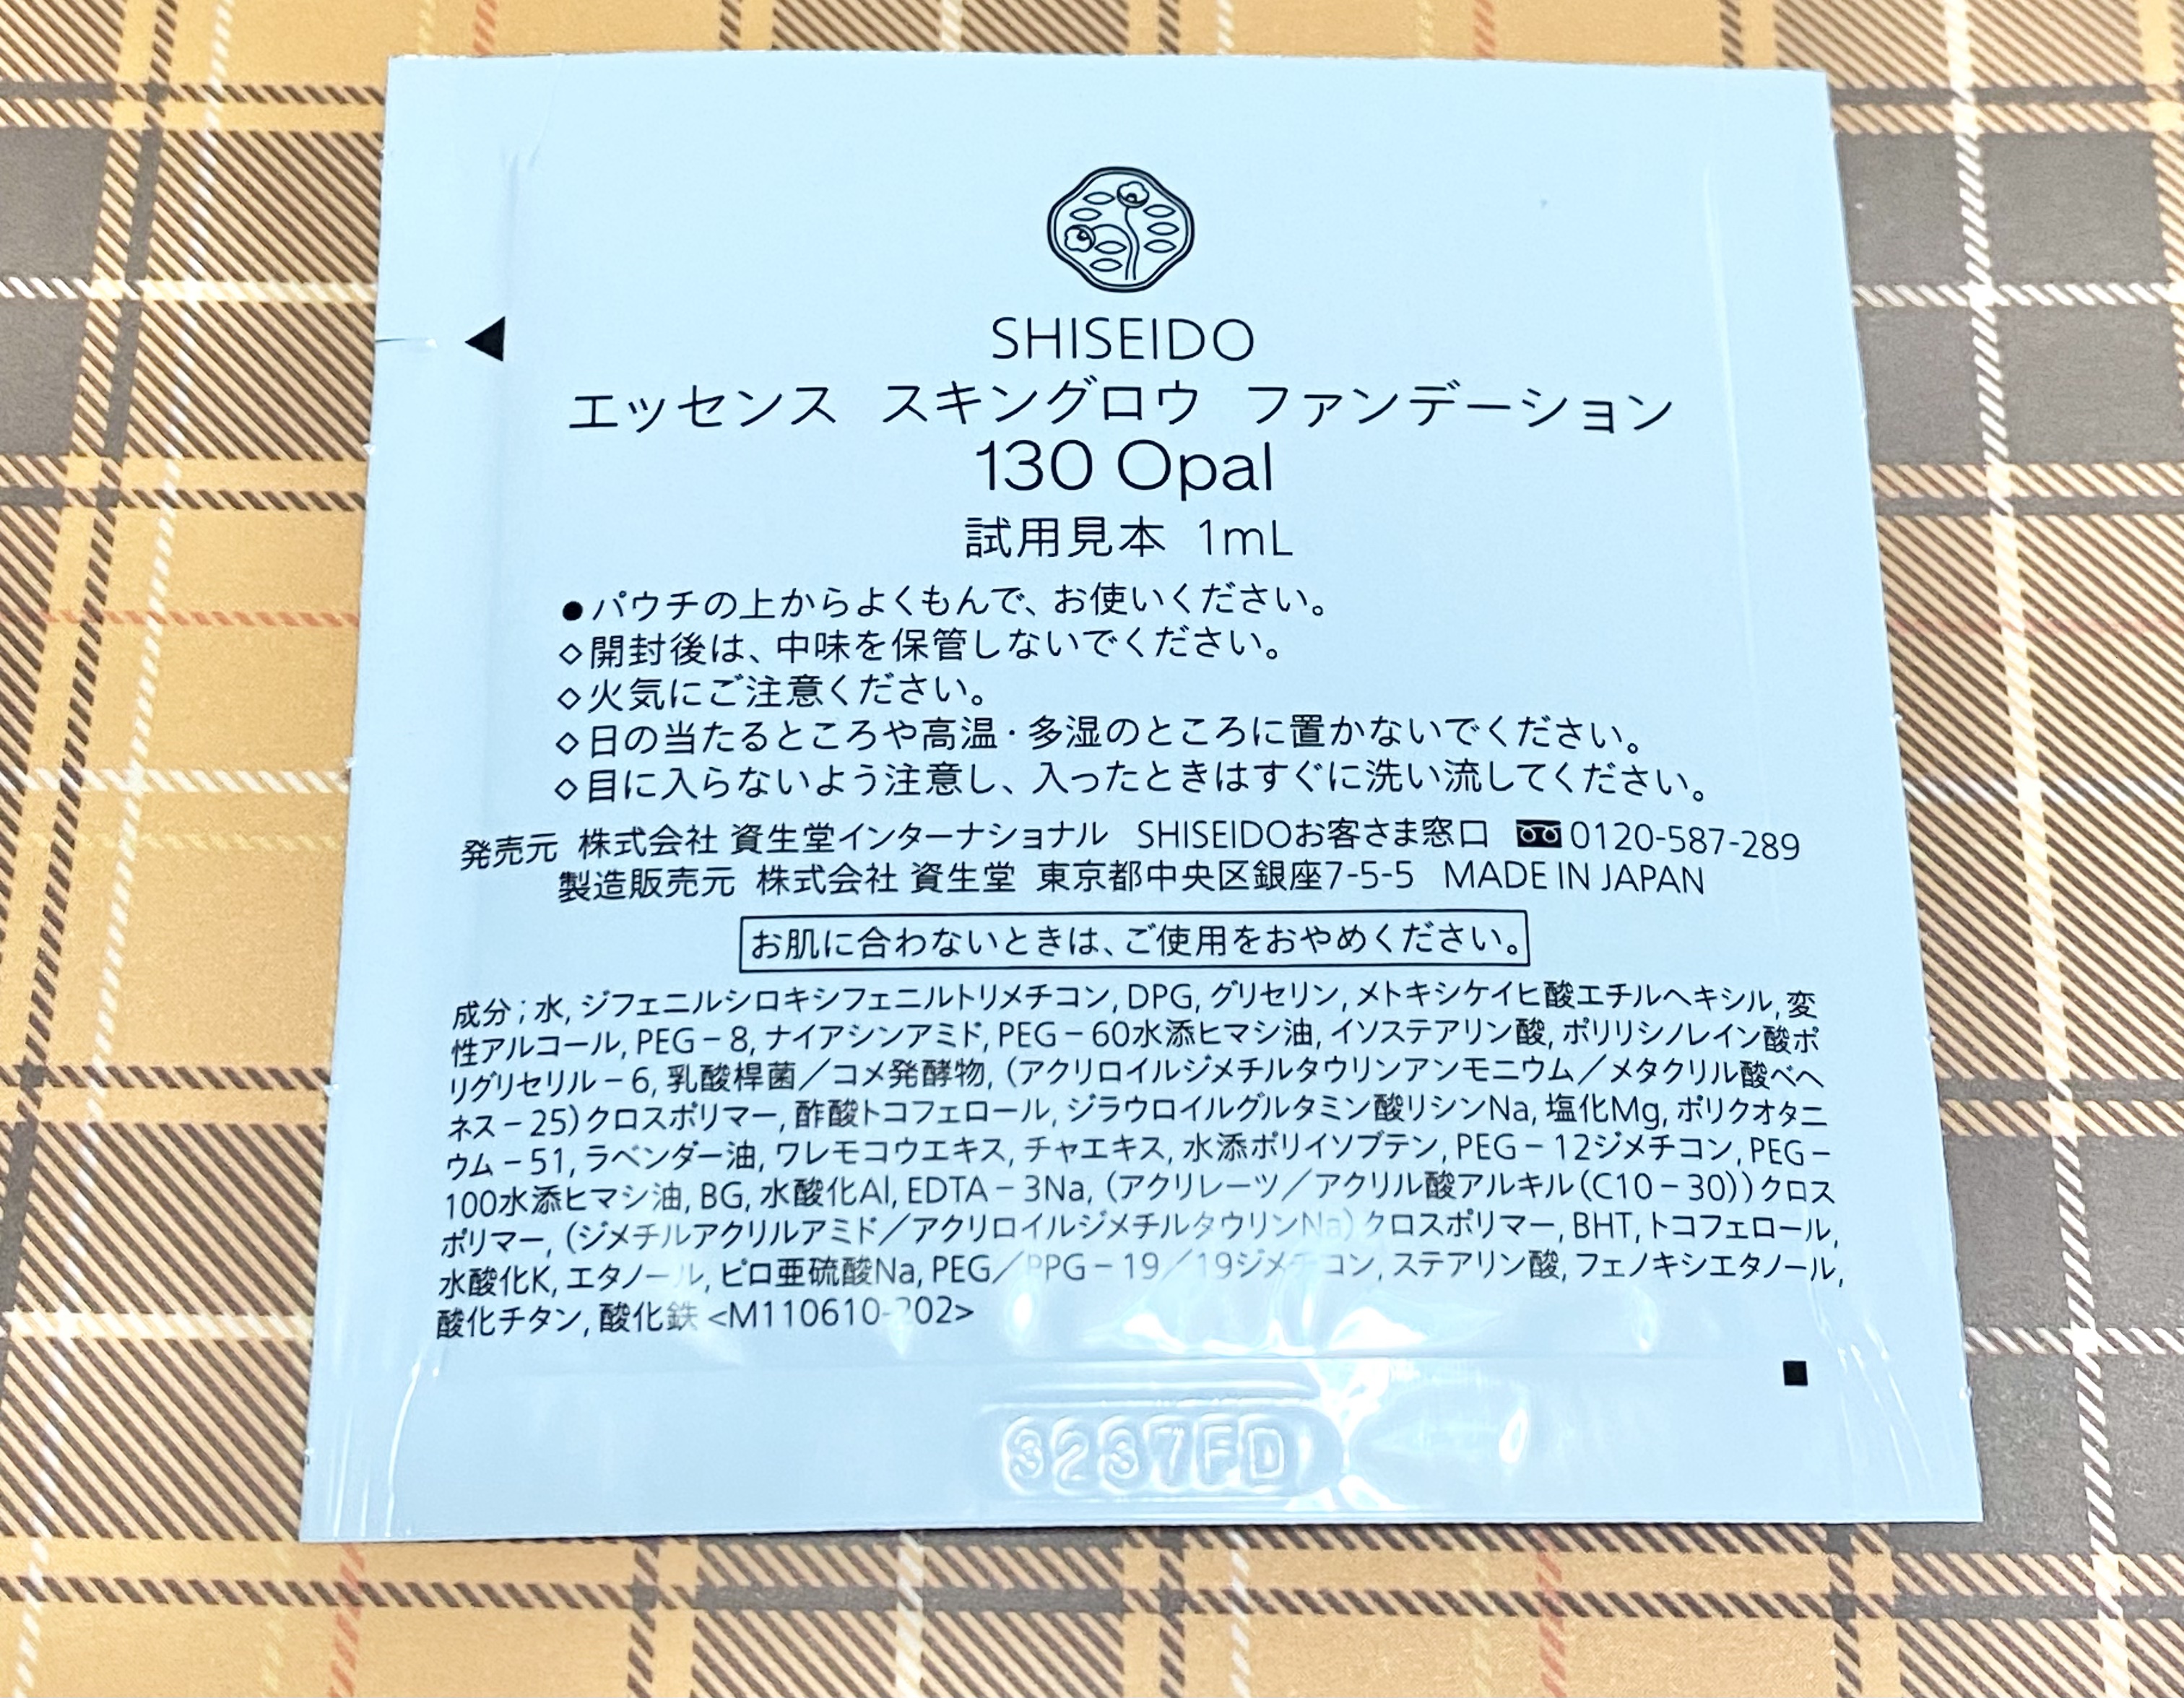 SHISEIDO
エッセンス スキングロウ ファンデーション
130 Opal
試用見本 1mL
●パウチの上からよくもんで、お使いください。
◇開封後は、中味を保管しないでください。
◇火気にご注意ください。
◇日の当たるところや高温・多湿のところに置かないでください。
◇目に入らないよう注意し、入ったときはすぐに洗い流してください。
発売元 株式会社 資生堂インターナショナル SHISEIDOお客さま窓口 0120-587-289
製造販売元 株式会社 資生堂 東京都中央区銀座7-5-5 MADE IN JAPAN
お肌に合わないときは、ご使用をおやめください。
成分;水,ジフェニルシロキシフェニルトリメチコン,DPG,グリセリン,メトキシケイヒ酸エチルヘキシル,変
性アルコール,PEG－8,ナイアシンアミド,PEG－60水添ヒマシ油,イソステアリン酸,ポリリシノレイン酸ポ
リグリセリル－6,乳酸桿菌／コメ発酵物,(アクリロイルジメチルタウリンアンモニウム／メタクリル酸ベヘ
ネス－25)クロスポリマー,酢酸トコフェロール,ジラウロイルグルタミン酸リシンNa,塩化Mg,ポリクオタニ
ウム－51,ラベンダー油,ワレモコウエキス,チャエキス,水添ポリイソブテン,PEG－12ジメチコン,PEG－
100水添ヒマシ油,BG,水酸化Al,EDTA－3Na,(アクリレーツ／アクリル酸アルキル(C10－30))クロス
ポリマー,(ジメチルアクリルアミド／アクリロイルジメチルタウリンNa)クロスポリマー,BHT,トコフェロール,
水酸化K,エタノール,ピロ亜硫酸Na,PEG／PPG－19／19ジメチコン,ステアリン酸,フェノキシエタノール,
酸化チタン,酸化鉄<M110610-202>
3237FD